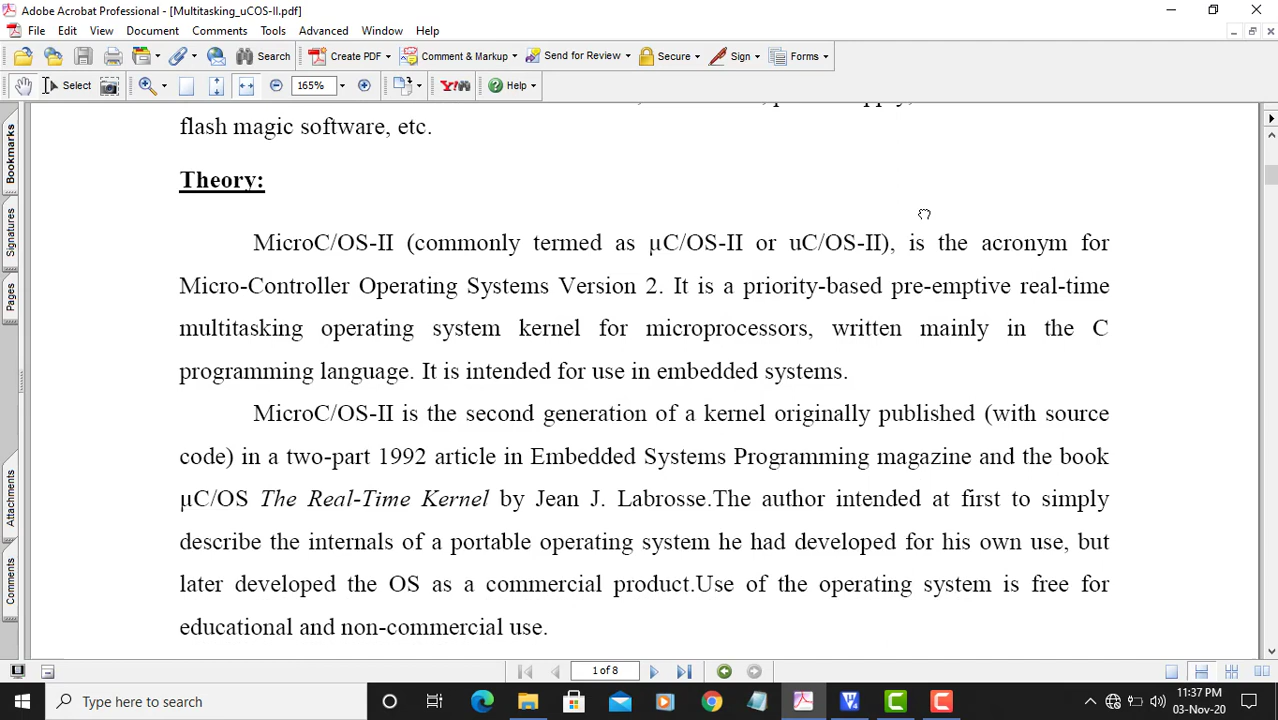 Adobe Acrobat Professional - [Multitasking_uCOS-II.pdf]
File Edit View Document Comments Tools Advanced Window Help
Search Create PDF Comment & Markup Send for Review Secure Sign Forms
Select 165% Y! Help
flash magic software, etc.
Theory:
MicroC/OS-II (commonly termed as µC/OS-II or uC/OS-II), is the acronym for
Micro-Controller Operating Systems Version 2. It is a priority-based pre-emptive real-time
multitasking operating system kernel for microprocessors, written mainly in the C
programming language. It is intended for use in embedded systems.
MicroC/OS-II is the second generation of a kernel originally published (with source
code) in a two-part 1992 article in Embedded Systems Programming magazine and the book
µC/OS The Real-Time Kernel by Jean J. Labrosse.The author intended at first to simply
describe the internals of a portable operating system he had developed for his own use, but
later developed the OS as a commercial product.Use of the operating system is free for
educational and non-commercial use.
Bookmarks
Signatures
Pages
Attachments
Comments
1 of 8
Type here to search
11:37 PM
03-Nov-20